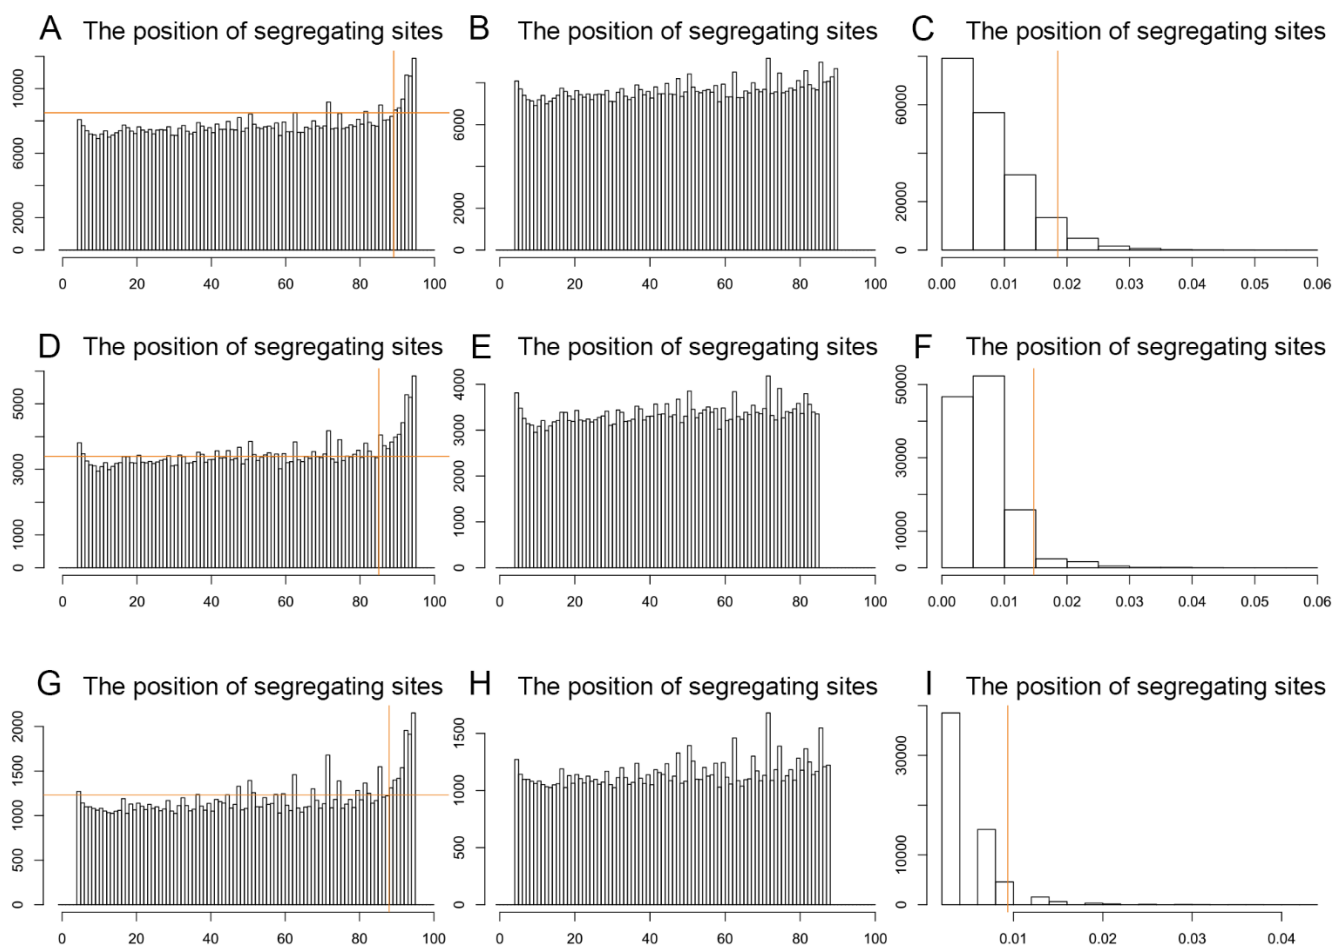 A The position of segregating sites
0 2000 4000 6000 8000 10000
0 20 40 60 80 100
B The position of segregating sites
0 2000 6000
0 20 40 60 80 100
C The position of segregating sites
0 20000 60000
0.00 0.01 0.02 0.03 0.04 0.05 0.06
D The position of segregating sites
0 1000 3000 5000
0 20 40 60 80 100
E The position of segregating sites
0 1000 2000 3000 4000
0 20 40 60 80 100
F The position of segregating sites
0 10000 30000 50000
0.00 0.01 0.02 0.03 0.04 0.05 0.06
G The position of segregating sites
0 500 1000 1500 2000
0 20 40 60 80 100
H The position of segregating sites
0 500 1000 1500
0 20 40 60 80 100
I The position of segregating sites
0 10000 30000
0.01 0.02 0.03 0.04